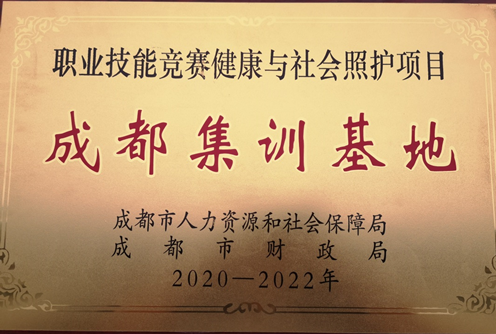 职业技能竞赛健康与社会照护项目
成都集训基地
成都市人力资源和社会保障局
成都市财政局
2020—2022年